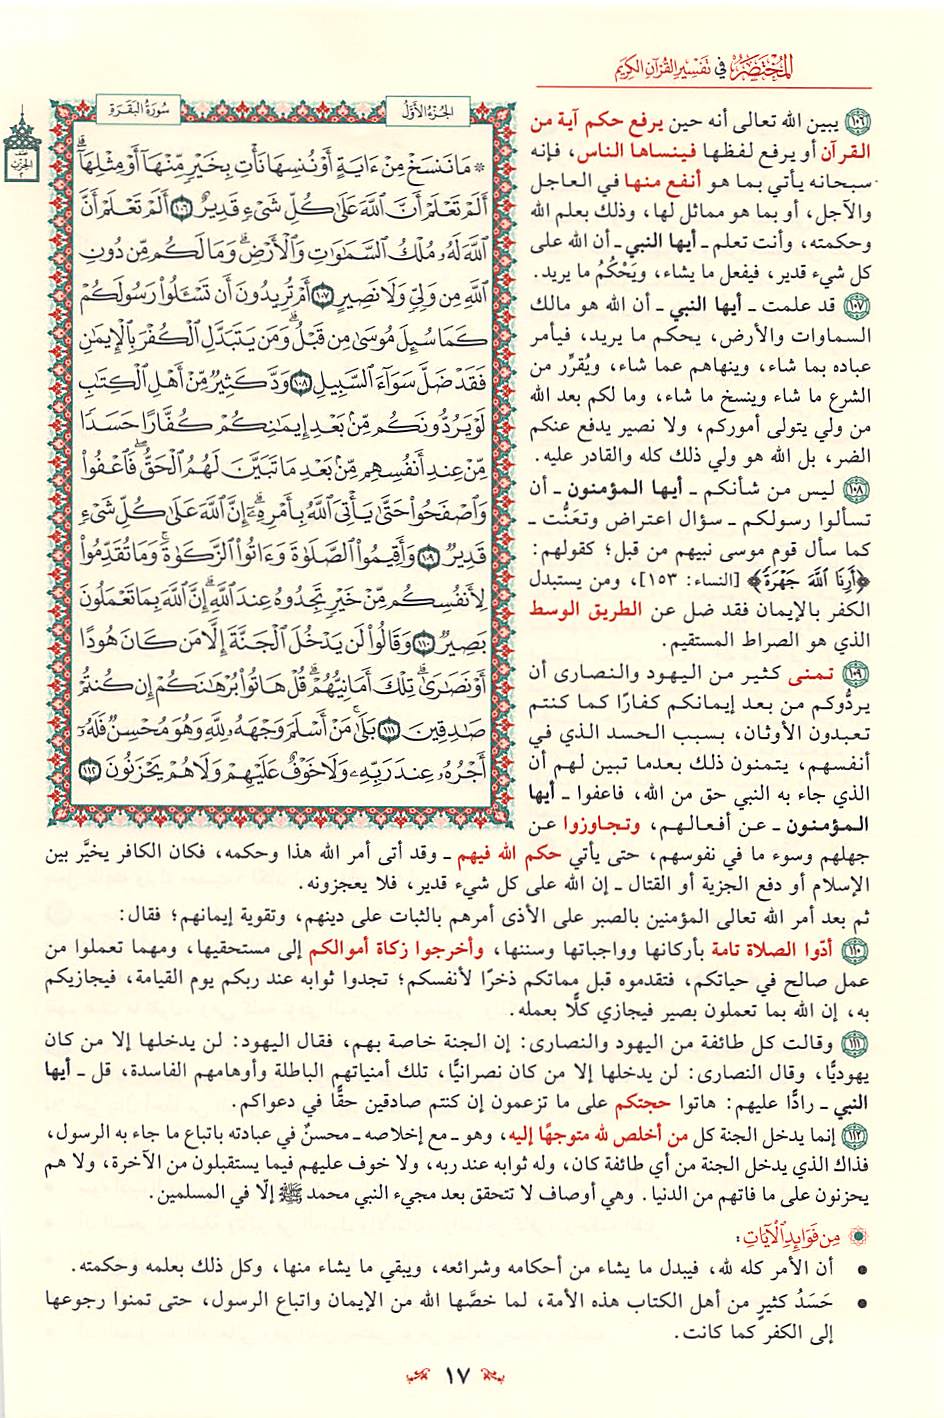 المختصر في تفسير القرآن الكريم
الجزء الأول
سورة البقرة
نصف
الحزب
۞ مَا نَنسَخْ مِنْ ءَايَةٍ أَوْ نُنسِهَا نَأْتِ بِخَيْرٍ مِّنْهَآ أَوْ مِثْلِهَآۗ
أَلَمْ تَعْلَمْ أَنَّ ٱللَّهَ عَلَىٰ كُلِّ شَىْءٍ قَدِيرٌ ١٠٦ أَلَمْ تَعْلَمْ أَنَّ
ٱللَّهَ لَهُۥ مُلْكُ ٱلسَّمَٰوَٰتِ وَٱلْأَرْضِۗ وَمَا لَكُم مِّن دُونِ
ٱللَّهِ مِن وَلِىٍّ وَلَا نَصِيرٍ ١٠٧ أَمْ تُرِيدُونَ أَن تَسْـَٔلُوا۟ رَسُولَكُمْ
كَمَا سُئِلَ مُوسَىٰ مِن قَبْلُۗ وَمَن يَتَبَدَّلِ ٱلْكُفْرَ بِٱلْإِيمَٰنِ
فَقَدْ ضَلَّ سَوَآءَ ٱلسَّبِيلِ ١٠٨ وَدَّ كَثِيرٌ مِّنْ أَهْلِ ٱلْكِتَٰبِ
لَوْ يَرُدُّونَكُم مِّنۢ بَعْدِ إِيمَٰنِكُمْ كُفَّارًا حَسَدًا
مِّنْ عِندِ أَنفُسِهِم مِّنۢ بَعْدِ مَا تَبَيَّنَ لَهُمُ ٱلْحَقُّۖ فَٱعْفُوا۟
وَٱصْفَحُوا۟ حَتَّىٰ يَأْتِىَ ٱللَّهُ بِأَمْرِهِۦٓۗ إِنَّ ٱللَّهَ عَلَىٰ كُلِّ شَىْءٍ
قَدِيرٌ ١٠٩ وَأَقِيمُوا۟ ٱلصَّلَوٰةَ وَءَاتُوا۟ ٱلزَّكَوٰةَۚ وَمَا تُقَدِّمُوا۟
لِأَنفُسِكُم مِّنْ خَيْرٍ تَجِدُوهُ عِندَ ٱللَّهِۗ إِنَّ ٱللَّهَ بِمَا تَعْمَلُونَ
بَصِيرٌ ١١٠ وَقَالُوا۟ لَن يَدْخُلَ ٱلْجَنَّةَ إِلَّا مَن كَانَ هُودًا
أَوْ نَصَٰرَىٰۗ تِلْكَ أَمَانِيُّهُمْۗ قُلْ هَاتُوا۟ بُرْهَٰنَكُمْ إِن كُنتُمْ
صَٰدِقِينَ ١١١ بَلَىٰۚ مَنْ أَسْلَمَ وَجْهَهُۥ لِلَّهِ وَهُوَ مُحْسِنٌ فَلَهُۥٓ
أَجْرُهُۥ عِندَ رَبِّهِۦ وَلَا خَوْفٌ عَلَيْهِمْ وَلَا هُمْ يَحْزَنُونَ ١١٢
١٠٦ يبين الله تعالى أنه حين يرفع حكم آية من
القرآن أو يرفع لفظها فينساها الناس، فإنه
سبحانه يأتي بما هو أنفع منها في العاجل
والآجل، أو بما هو مماثل لها، وذلك بعلم الله
وحكمته، وأنت تعلم ـ أيها النبي ـ أن الله على
كل شيء قدير، فيفعل ما يشاء، ويَحْكُمُ ما يريد.
١٠٧ قد علمت ـ أيها النبي ـ أن الله هو مالك
السماوات والأرض، يحكم ما يريد، فيأمر
عباده بما شاء، وينهاهم عما شاء، ويُقرِّر من
الشرع ما شاء وينسخ ما شاء، وما لكم بعد الله
من ولي يتولى أموركم، ولا نصير يدفع عنكم
الضر، بل الله هو ولي ذلك كله والقادر عليه.
١٠٨ ليس من شأنكم ـ أيها المؤمنون ـ أن
تسألوا رسولكم ـ سؤال اعتراض وتعَنُّت ـ
كما سأل قوم موسى نبيهم من قبل؛ كقولهم:
﴿أَرِنَا ٱللَّهَ جَهْرَةً﴾ [النساء: ١٥٣]، ومن يستبدل
الكفر بالإيمان فقد ضل عن الطريق الوسط
الذي هو الصراط المستقيم.
١٠٩ تمنى كثير من اليهود والنصارى أن
يردُّوكم من بعد إيمانكم كفارًا كما كنتم
تعبدون الأوثان، بسبب الحسد الذي في
أنفسهم، يتمنون ذلك بعدما تبين لهم أن
الذي جاء به النبي حق من الله، فاعفوا ـ أيها
المؤمنون ـ عن أفعالهم، وتجاوزوا عن
جهلهم وسوء ما في نفوسهم، حتى يأتي حكم الله فيهم ـ وقد أتى أمر الله هذا وحكمه، فكان الكافر يخيَّر بين
الإسلام أو دفع الجزية أو القتال ـ إن الله على كل شيء قدير، فلا يعجزونه.
ثم بعد أمر الله تعالى المؤمنين بالصبر على الأذى أمرهم بالثبات على دينهم، وتقوية إيمانهم؛ فقال:
١١٠ أدّوا الصلاة تامة بأركانها وواجباتها وسننها، وأخرجوا زكاة أموالكم إلى مستحقيها، ومهما تعملوا من
عمل صالح في حياتكم، فتقدموه قبل مماتكم ذخرًا لأنفسكم؛ تجدوا ثوابه عند ربكم يوم القيامة، فيجازيكم
به، إن الله بما تعملون بصير فيجازي كلًّا بعمله.
١١١ وقالت كل طائفة من اليهود والنصارى: إن الجنة خاصة بهم، فقال اليهود: لن يدخلها إلا من كان
يهوديًّا، وقال النصارى: لن يدخلها إلا من كان نصرانيًّا، تلك أمنياتهم الباطلة وأوهامهم الفاسدة، قل ـ أيها
النبي ـ رادًّا عليهم: هاتوا حجتكم على ما تزعمون إن كنتم صادقين حقًّا في دعواكم.
١١٢ إنما يدخل الجنة كل من أخلص لله متوجهًا إليه، وهو ـ مع إخلاصه ـ محسنٌ في عبادته باتباع ما جاء به الرسول،
فذاك الذي يدخل الجنة من أي طائفة كان، وله ثوابه عند ربه، ولا خوف عليهم فيما يستقبلون من الآخرة، ولا هم
يحزنون على ما فاتهم من الدنيا. وهي أوصاف لا تتحقق بعد مجيء النبي محمد ﷺ إلّا في المسلمين.
من فوائد الآيات:
• أن الأمر كله لله، فيبدل ما يشاء من أحكامه وشرائعه، ويبقي ما يشاء منها، وكل ذلك بعلمه وحكمته.
• حَسَدُ كثيرٍ من أهل الكتاب هذه الأمة، لما خصَّها الله من الإيمان واتباع الرسول، حتى تمنوا رجوعها
إلى الكفر كما كانت.
١٧